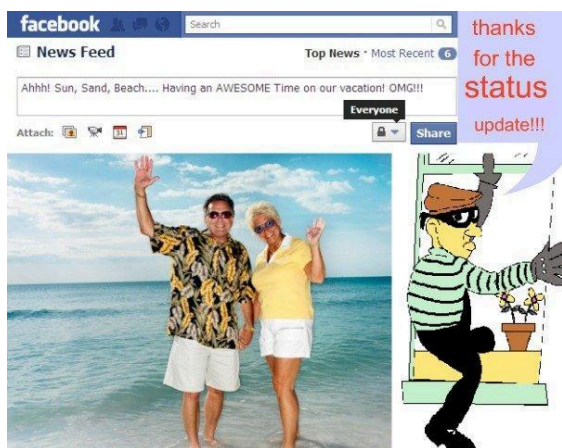 facebook
Search
News Feed
Top News · Most Recent 6
Ahhh! Sun, Sand, Beach.... Having an AWESOME Time on our vacation! OMG!!!
Everyone
Attach:
31
Share
thanks
for the
status
update!!!